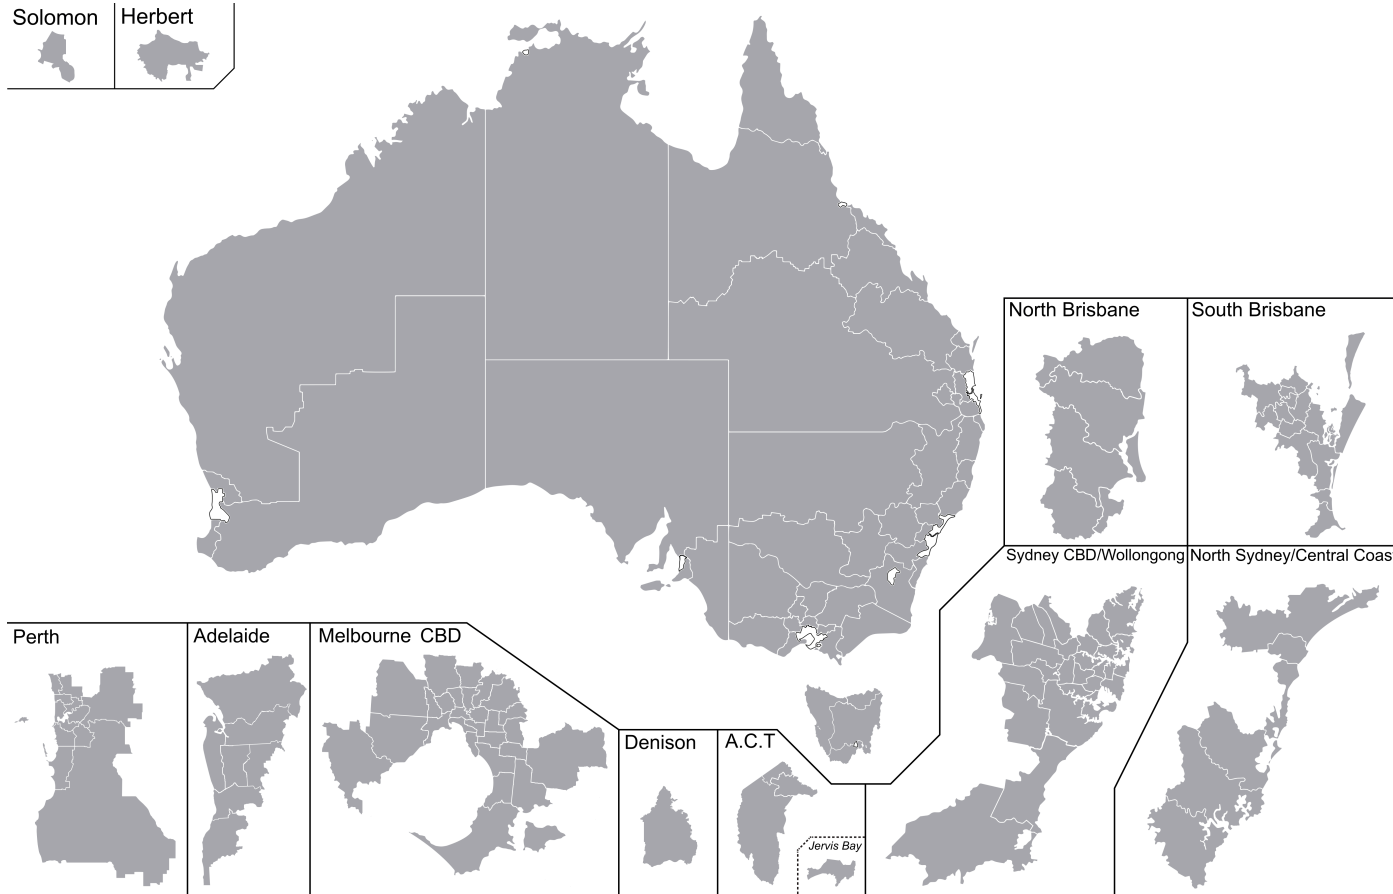 Solomon
Herbert
North Brisbane
South Brisbane
Sydney CBD/Wollongong
North Sydney/Central Coas
Perth
Adelaide
Melbourne CBD
Denison
A.C.T
Jervis Bay